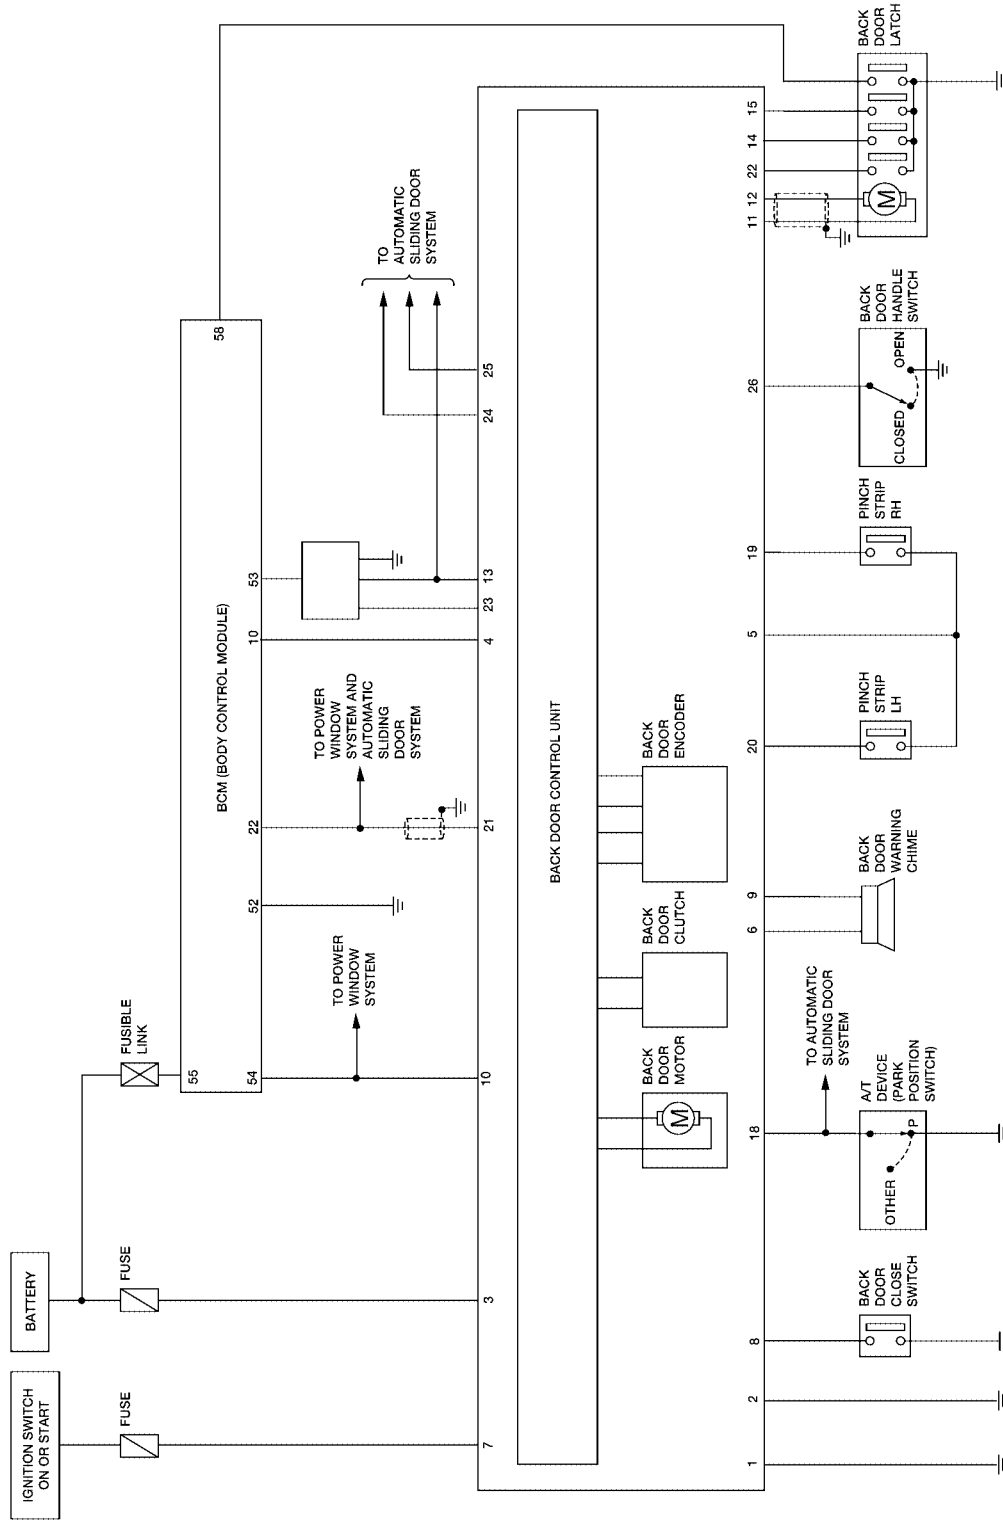 IGNITION SWITCH
ON OR START
BATTERY
FUSE
FUSE
FUSIBLE
LINK
55
54
52
22
10
53
58
BCM (BODY CONTROL MODULE)
TO POWER
WINDOW
SYSTEM
TO POWER
WINDOW
SYSTEM AND
AUTOMATIC
SLIDING
DOOR
SYSTEM
TO
AUTOMATIC
SLIDING DOOR
SYSTEM
7
3
10
21
4
23
13
24
25
BACK DOOR CONTROL UNIT
BACK
DOOR
MOTOR
M
BACK
DOOR
CLUTCH
BACK
DOOR
ENCODER
1
2
8
18
6
9
20
5
19
26
11
12
22
14
15
TO AUTOMATIC
SLIDING DOOR
SYSTEM
BACK
DOOR
CLOSE
SWITCH
A/T
DEVICE
(PARK
POSITION
SWITCH)
OTHER
P
BACK
DOOR
WARNING
CHIME
PINCH
STRIP
LH
PINCH
STRIP
RH
BACK
DOOR
HANDLE
SWITCH
CLOSED
OPEN
BACK
DOOR
LATCH
M